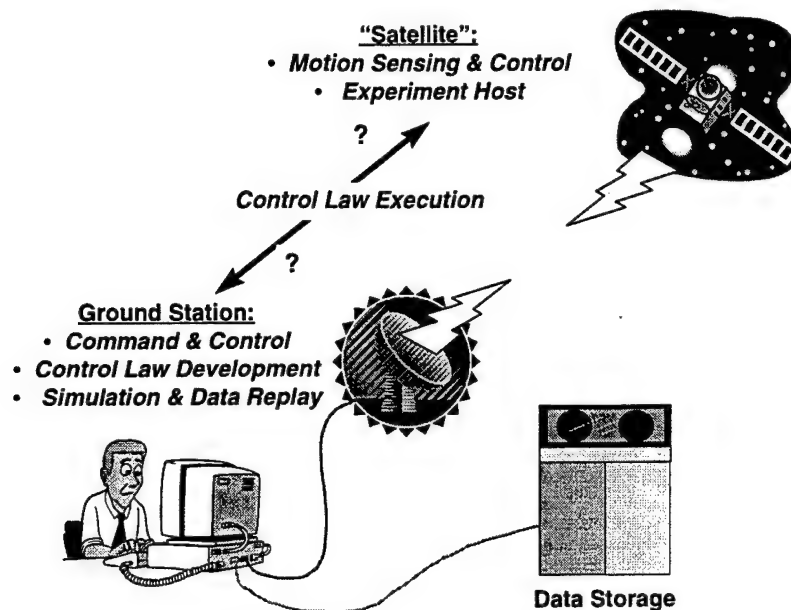 "Satellite":
• Motion Sensing & Control
• Experiment Host
?
Control Law Execution
?
Ground Station:
• Command & Control
• Control Law Development
• Simulation & Data Replay
Data Storage